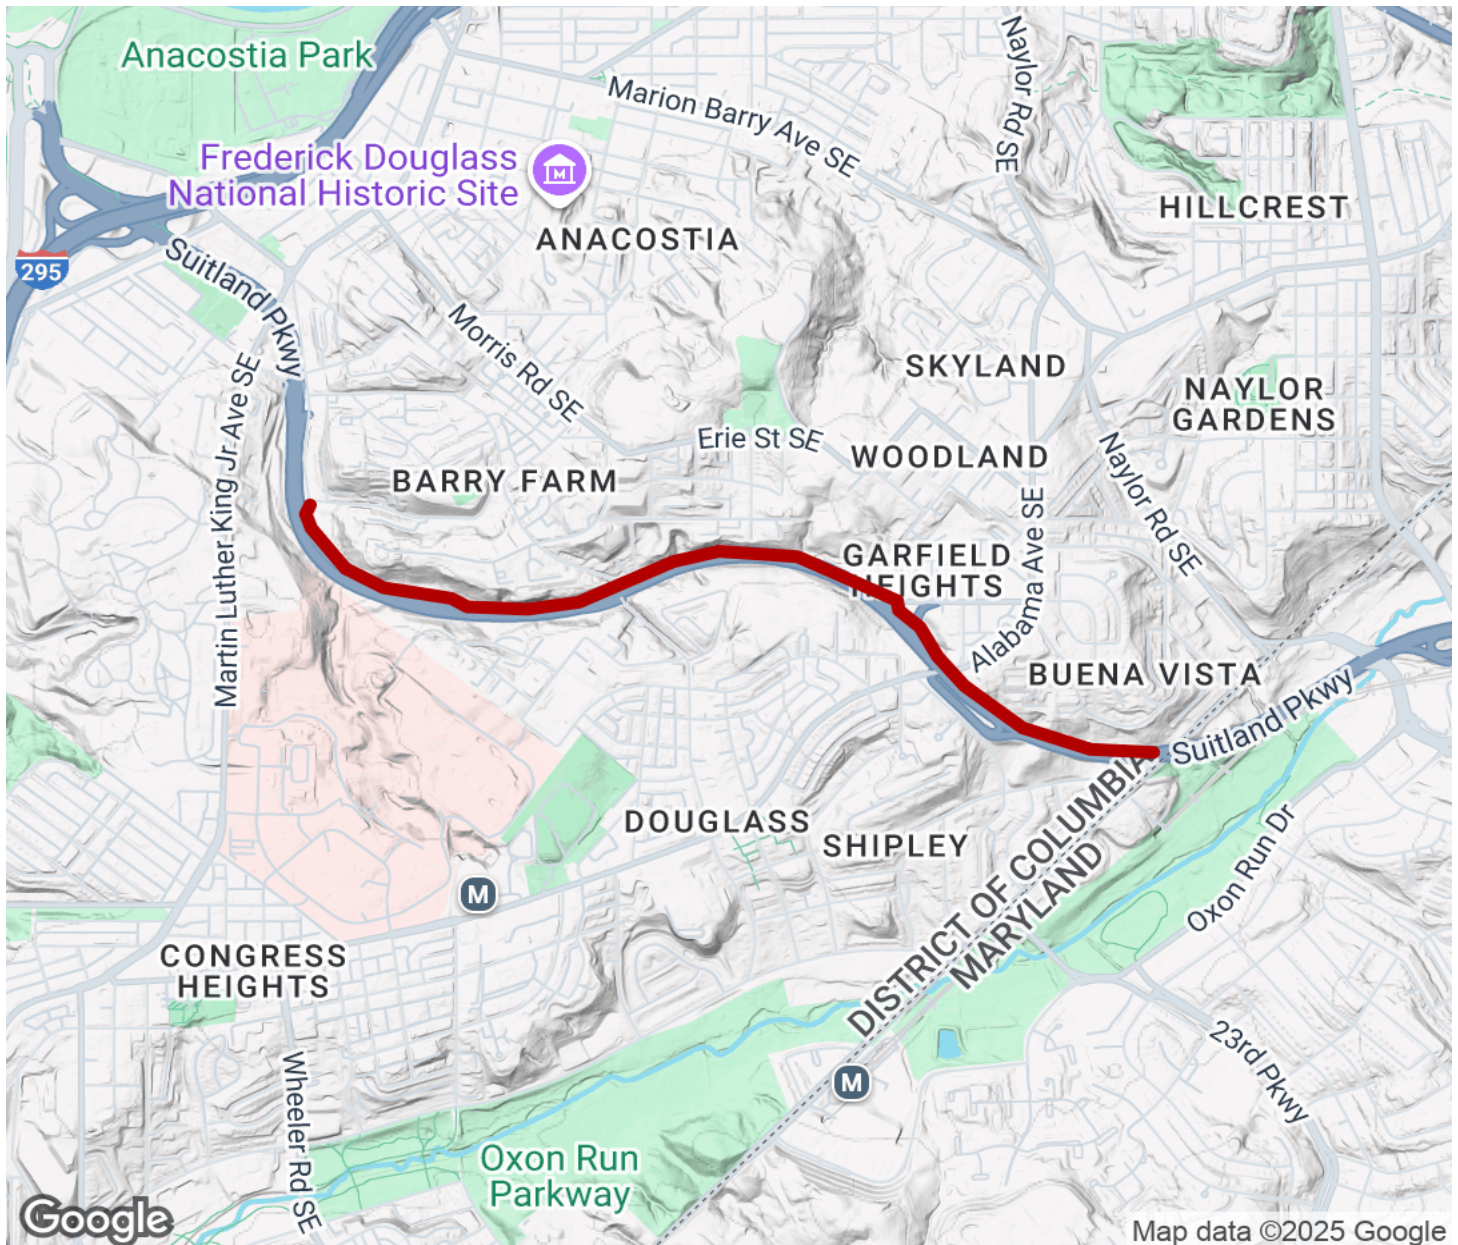 Anacostia Park
Marion Barry Ave SE
Naylor Rd SE
Frederick Douglass
National Historic Site
M
HILLCREST
ANACOSTIA
295
Suitland Pkwy
Morris Rd SE
Martin Luther King Jr Ave SE
SKYLAND
NAYLOR
GARDENS
Erie St SE
WOODLAND
BARRY FARM
Naylor Rd SE
Alabama Ave SE
GARFIELD
HEIGHTS
BUENA VISTA
Suitland Pkwy
DOUGLASS
SHIPLEY
DISTRICT OF COLUMBIA
MARYLAND
Oxon Run Dr
M
CONGRESS
HEIGHTS
23rd Pkwy
Wheeler Rd SE
M
Oxon Run
Parkway
Google
Map data ©2025 Google